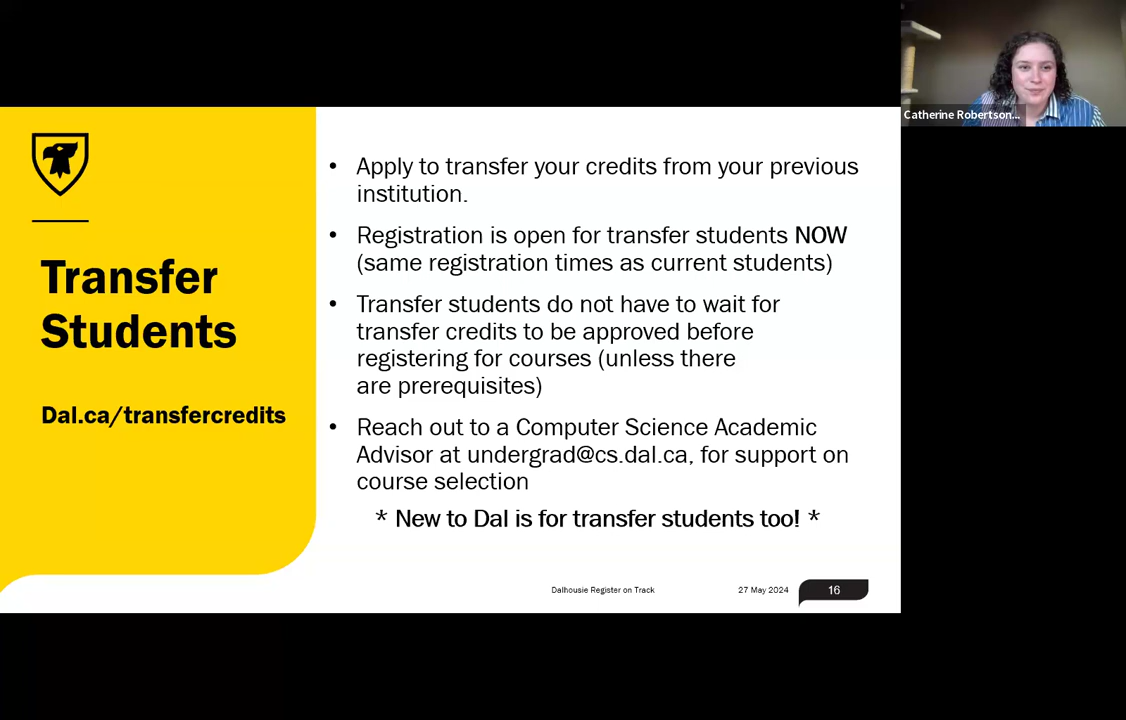 Catherine Robertson...
Transfer
Students
Dal.ca/transfercredits
• Apply to transfer your credits from your previous
institution.
• Registration is open for transfer students NOW
(same registration times as current students)
• Transfer students do not have to wait for
transfer credits to be approved before
registering for courses (unless there
are prerequisites)
• Reach out to a Computer Science Academic
Advisor at undergrad@cs.dal.ca, for support on
course selection
* New to Dal is for transfer students too! *
Dalhousie Register on Track
27 May 2024
16